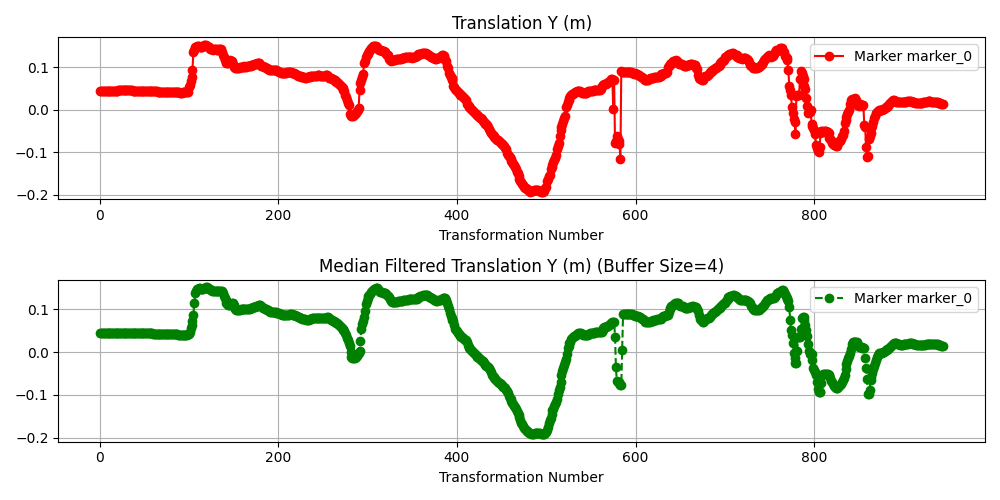 Translation Y (m)
0.1
0.0
−0.1
−0.2
Marker marker_0
0 200 400 600 800
Transformation Number
Median Filtered Translation Y (m) (Buffer Size=4)
0.1
0.0
−0.1
−0.2
Marker marker_0
0 200 400 600 800
Transformation Number